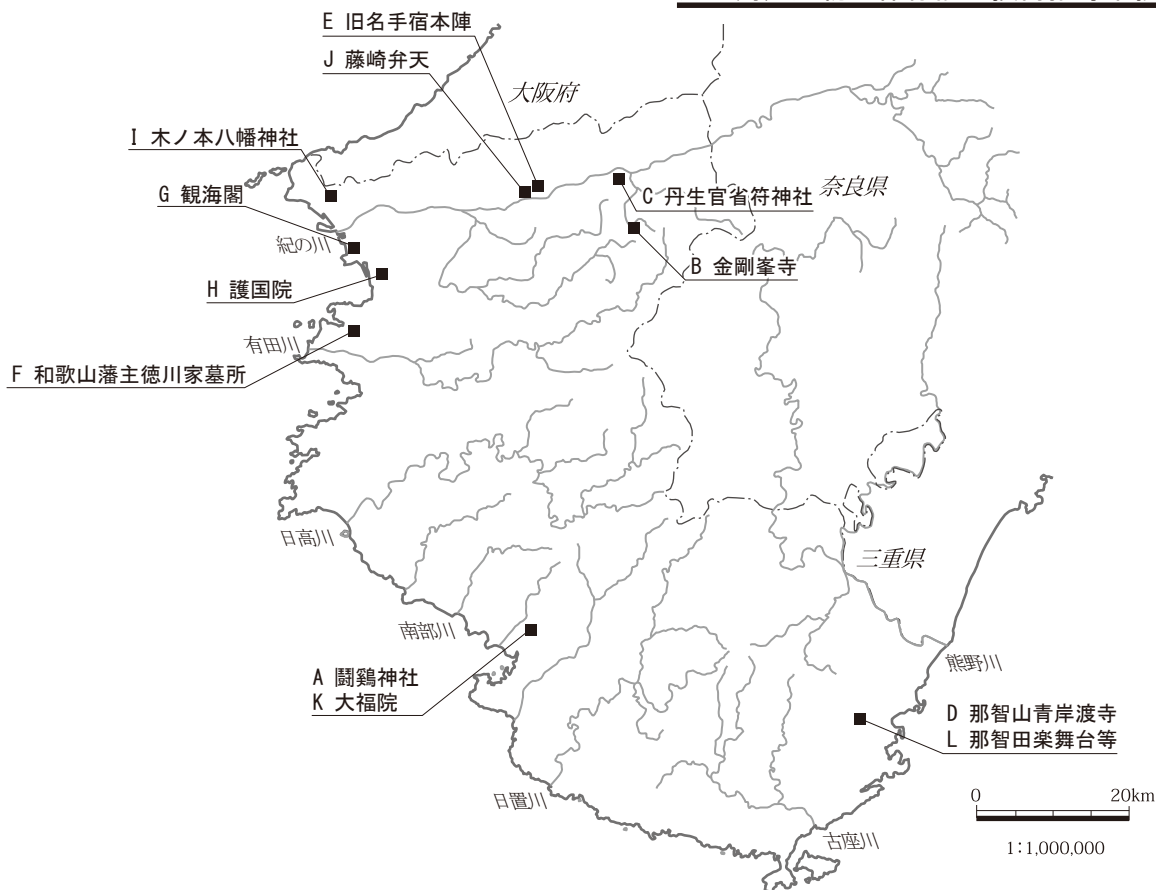 E 旧名手宿本陣
J 藤崎弁天
大阪府
I 木ノ本八幡神社
G 観海閣
奈良県
C 丹生官省符神社
紀の川
B 金剛峯寺
H 護国院
有田川
F 和歌山藩主徳川家墓所
日高川
三重県
南部川
熊野川
A 闘鶏神社
K 大福院
D 那智山青岸渡寺
L 那智田楽舞台等
日置川
0 20km
古座川
1:1,000,000